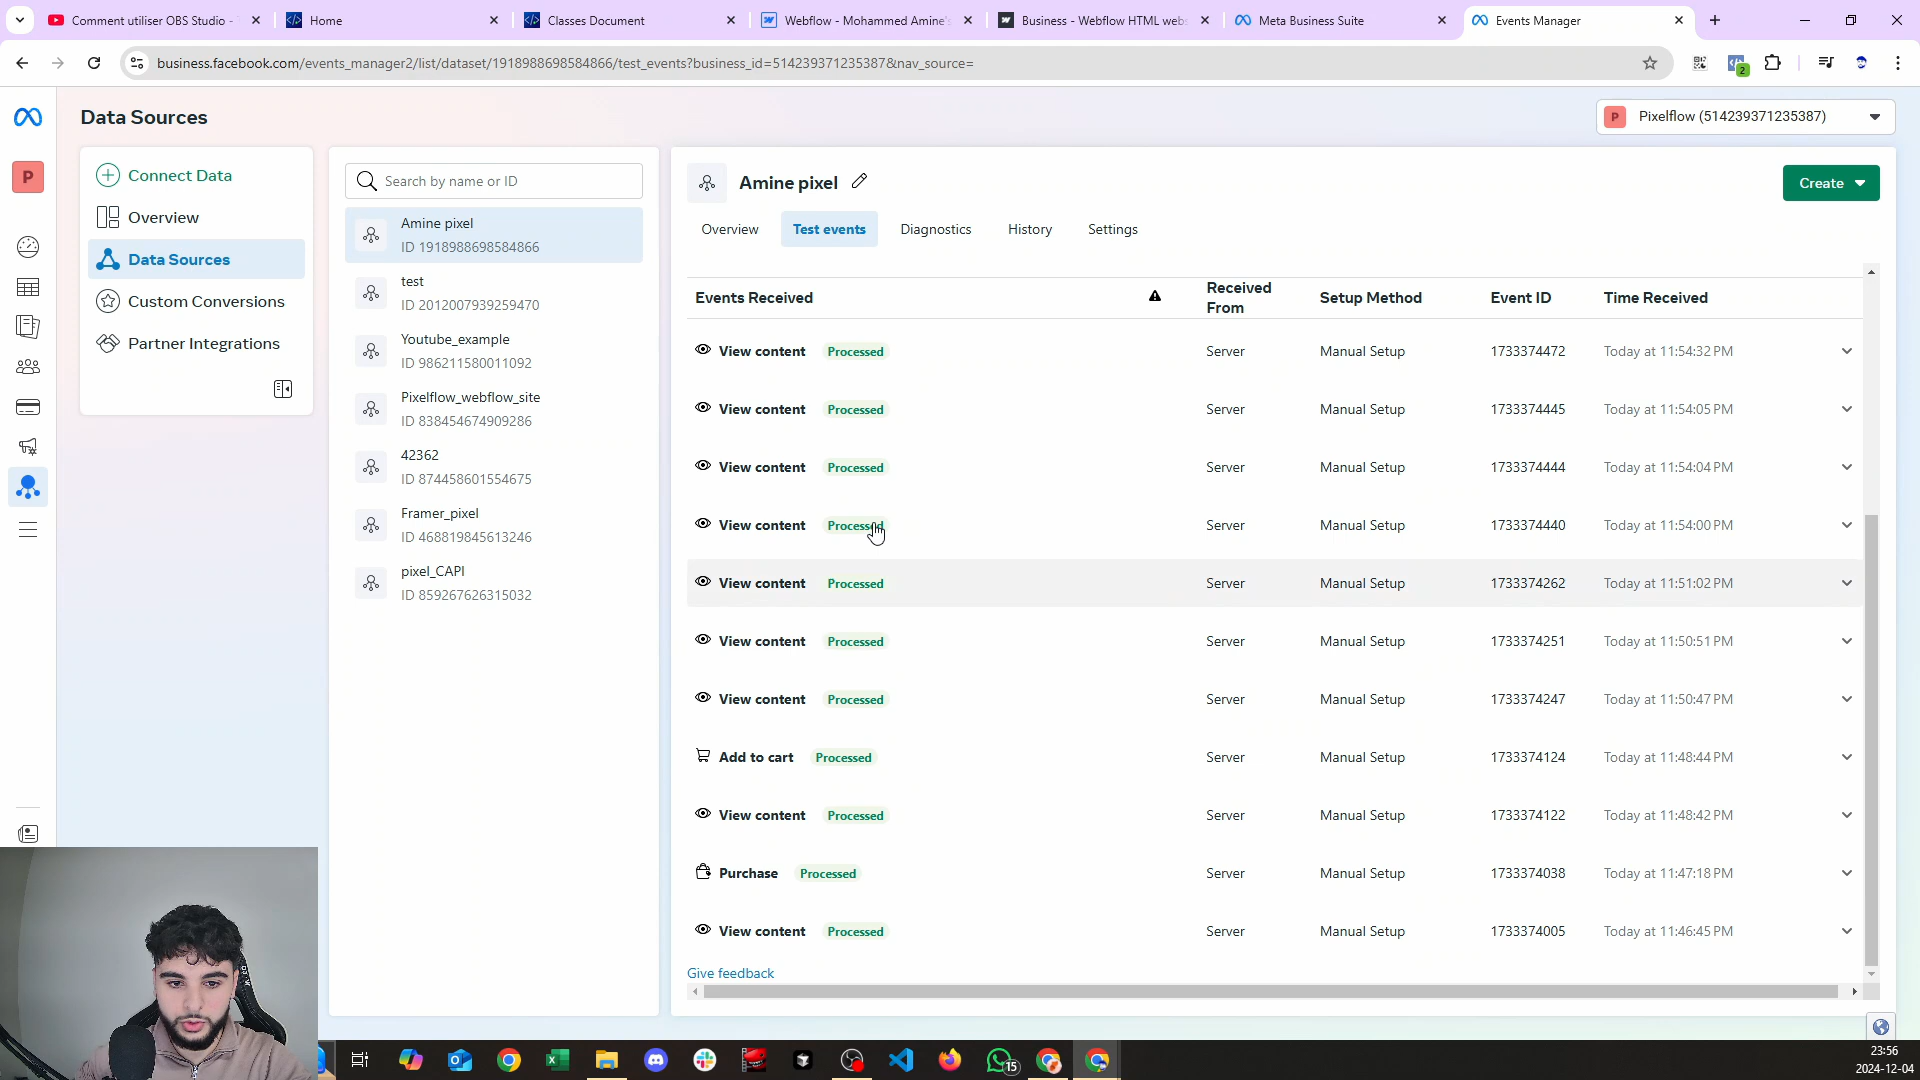 Comment utiliser OBS Studio -
Home
Classes Document
Webflow - Mohammed Amine's
Business - Webflow HTML webs
Meta Business Suite
Events Manager
business.facebook.com/events_manager2/list/dataset/1918988698584866/test_events?business_id=514239371235387&nav_source=
2
Data Sources
P
Pixelflow (514239371235387)
P
Connect Data
Overview
Data Sources
Custom Conversions
Partner Integrations
Search by name or ID
Amine pixel
ID 1918988698584866
test
ID 2012007939259470
Youtube_example
ID 986211580011092
Pixelflow_webflow_site
ID 838454674909286
42362
ID 874458601554675
Framer_pixel
ID 468819845613246
pixel_CAPI
ID 859267626315032
Amine pixel
Create
Overview
Test events
Diagnostics
History
Settings
Events Received
Received From
Setup Method
Event ID
Time Received
View content Processed Server Manual Setup 1733374472 Today at 11:54:32 PM
View content Processed Server Manual Setup 1733374445 Today at 11:54:05 PM
View content Processed Server Manual Setup 1733374444 Today at 11:54:04 PM
View content Processed Server Manual Setup 1733374440 Today at 11:54:00 PM
View content Processed Server Manual Setup 1733374262 Today at 11:51:02 PM
View content Processed Server Manual Setup 1733374251 Today at 11:50:51 PM
View content Processed Server Manual Setup 1733374247 Today at 11:50:47 PM
Add to cart Processed Server Manual Setup 1733374124 Today at 11:48:44 PM
View content Processed Server Manual Setup 1733374122 Today at 11:48:42 PM
Purchase Processed Server Manual Setup 1733374038 Today at 11:47:18 PM
View content Processed Server Manual Setup 1733374005 Today at 11:46:45 PM
Give feedback
15
23:56
2024-12-04